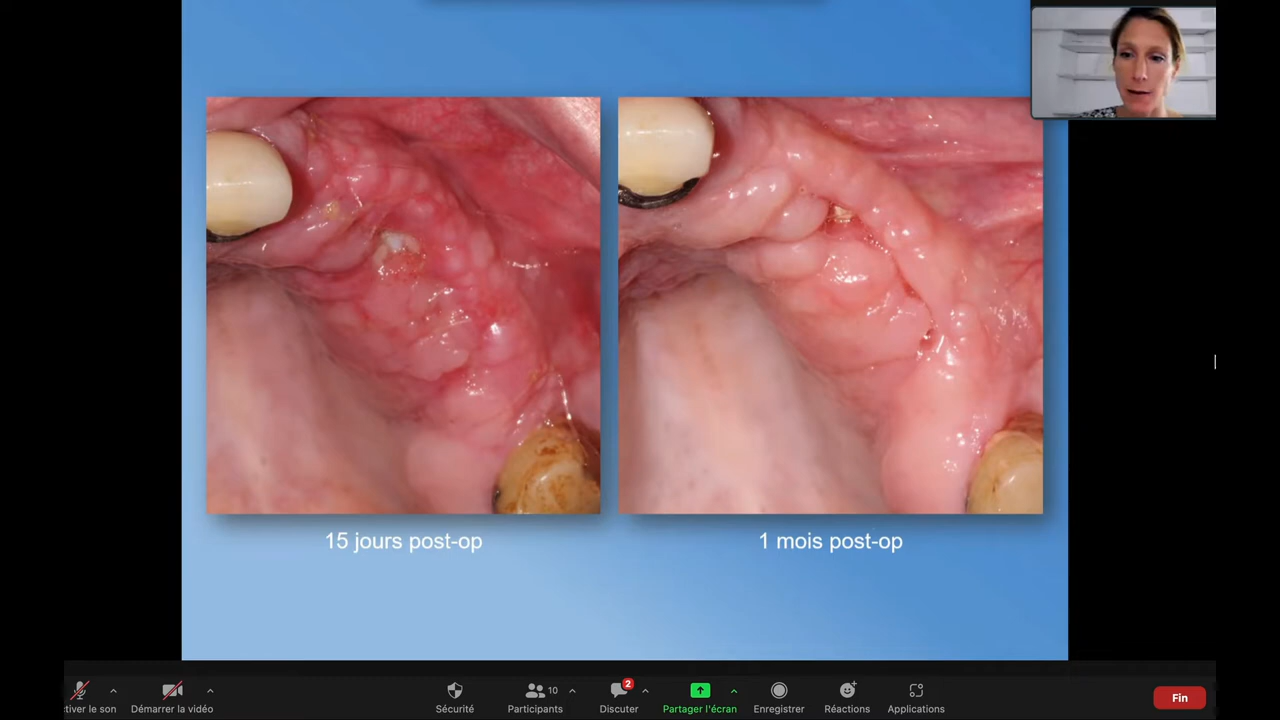 15 jours post-op
1 mois post-op
tiver le son
Démarrer la vidéo
Sécurité
10
Participants
2
Discuter
Partager l'écran
Enregistrer
Réactions
Applications
Fin